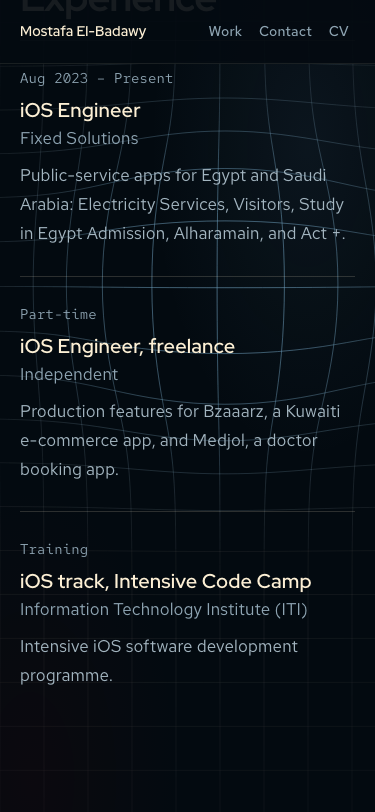 Experience
Mostafa El-Badawy
Work Contact CV
Aug 2023 – Present
iOS Engineer
Fixed Solutions
Public-service apps for Egypt and Saudi
Arabia: Electricity Services, Visitors, Study
in Egypt Admission, Alharamain, and Act +.
Part-time
iOS Engineer, freelance
Independent
Production features for Bzaaarz, a Kuwaiti
e-commerce app, and Medjol, a doctor
booking app.
Training
iOS track, Intensive Code Camp
Information Technology Institute (ITI)
Intensive iOS software development
programme.